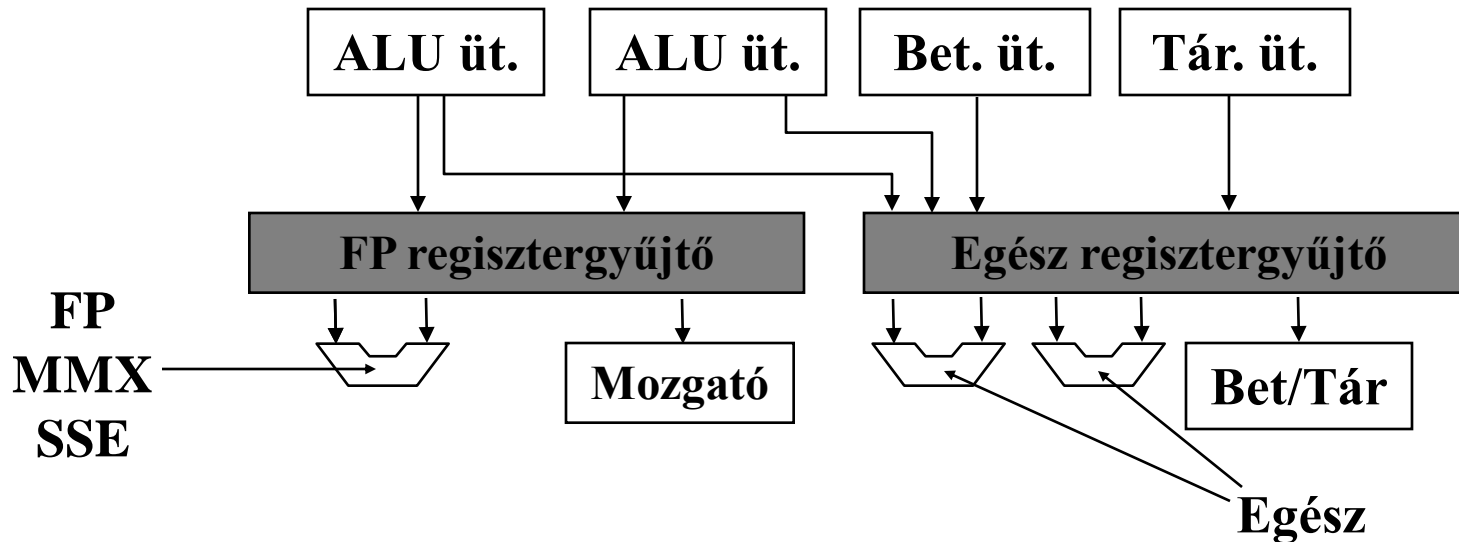 ALU üt.
ALU üt.
Bet. üt.
Tár. üt.
FP regisztergyűjtő
Egész regisztergyűjtő
FP
MMX
SSE
Mozgató
Bet/Tár
Egész